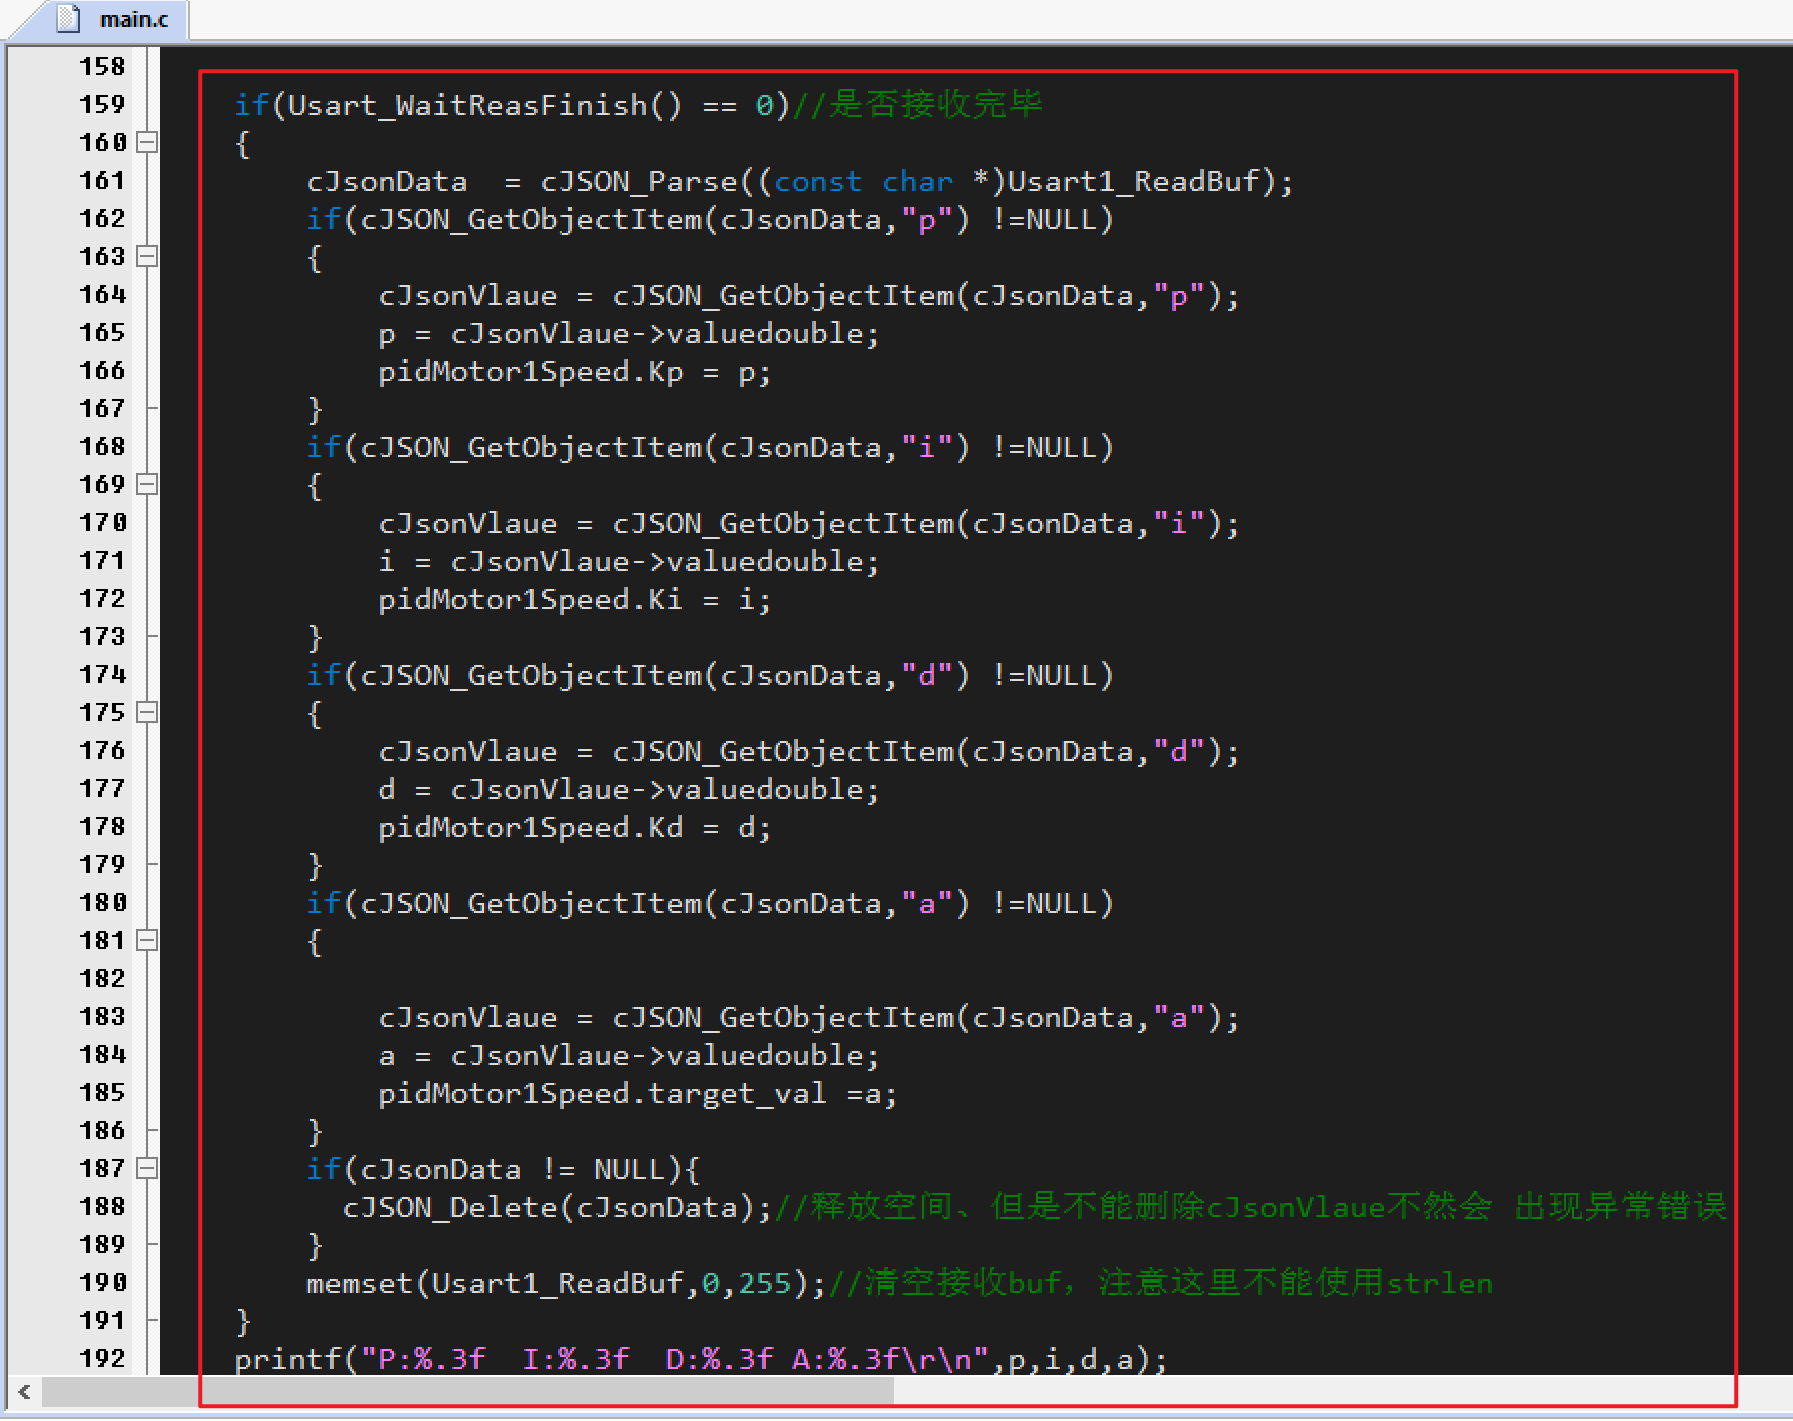 main.c
158
159 if(Usart_WaitReasFinish() == 0)//是否接收完毕
160 {
161 cJsonData  = cJSON_Parse((const char *)Usart1_ReadBuf);
162 if(cJSON_GetObjectItem(cJsonData,"p") !=NULL)
163 {
164 cJsonVlaue = cJSON_GetObjectItem(cJsonData,"p");
165 p = cJsonVlaue->valuedouble;
166 pidMotor1Speed.Kp = p;
167 }
168 if(cJSON_GetObjectItem(cJsonData,"i") !=NULL)
169 {
170 cJsonVlaue = cJSON_GetObjectItem(cJsonData,"i");
171 i = cJsonVlaue->valuedouble;
172 pidMotor1Speed.Ki = i;
173 }
174 if(cJSON_GetObjectItem(cJsonData,"d") !=NULL)
175 {
176 cJsonVlaue = cJSON_GetObjectItem(cJsonData,"d");
177 d = cJsonVlaue->valuedouble;
178 pidMotor1Speed.Kd = d;
179 }
180 if(cJSON_GetObjectItem(cJsonData,"a") !=NULL)
181 {
182
183 cJsonVlaue = cJSON_GetObjectItem(cJsonData,"a");
184 a = cJsonVlaue->valuedouble;
185 pidMotor1Speed.target_val =a;
186 }
187 if(cJsonData != NULL){
188 cJSON_Delete(cJsonData);//释放空间、但是不能删除cJsonVlaue不然会 出现异常错误
189 }
190 memset(Usart1_ReadBuf,0,255);//清空接收buf，注意这里不能使用strlen
191 }
192 printf("P:%.3f  I:%.3f  D:%.3f A:%.3f\r\n",p,i,d,a);